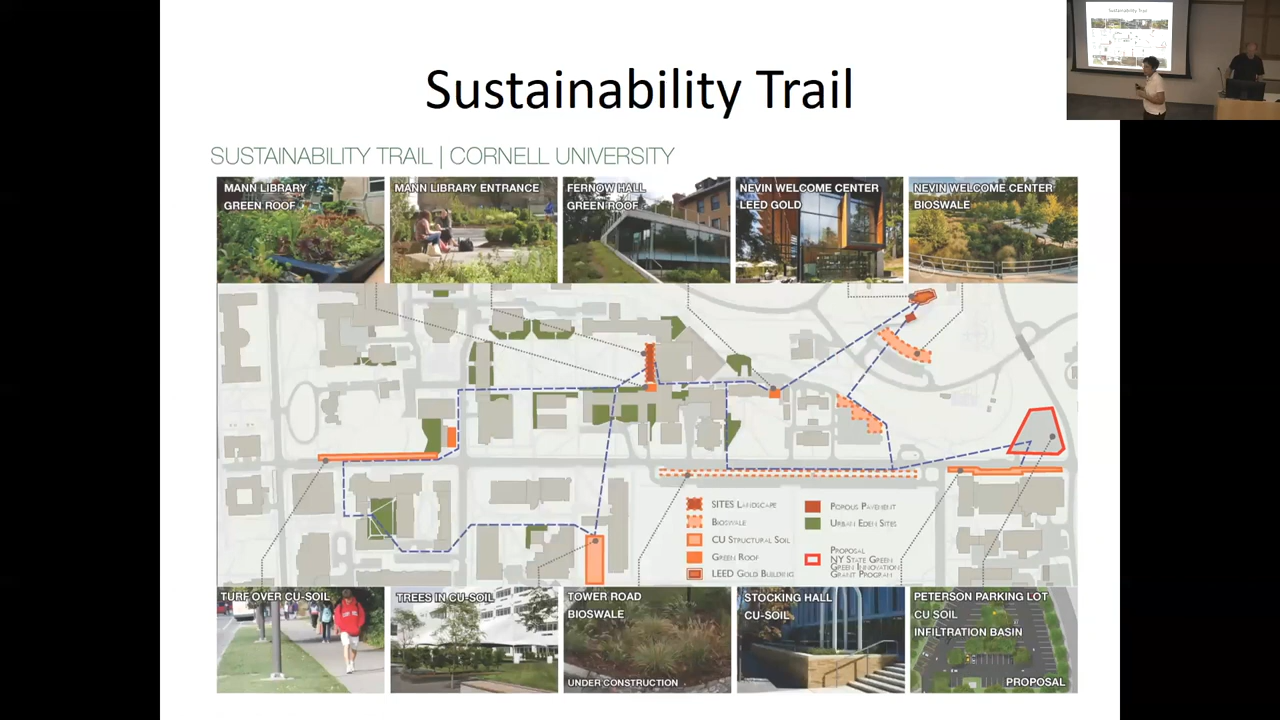 Sustainability Trail
Sustainability Trail
SUSTAINABILITY TRAIL | CORNELL UNIVERSITY
MANN LIBRARY
GREEN ROOF
MANN LIBRARY ENTRANCE
FERNOW HALL
GREEN ROOF
NEVIN WELCOME CENTER
LEED GOLD
NEVIN WELCOME CENTER
BIOSWALE
SITES LANDSCAPE
BIOSWALE
CU STRUCTURAL SOIL
GREEN ROOF
LEED GOLD BUILDING
POROUS PAVEMENT
URBAN EDEN SITES
PROPOSAL
NY STATE GREEN
GREEN INNOVATION
GRANT PROGRAM
TURF OVER CU-SOIL
TREES IN CU-SOIL
TOWER ROAD
BIOSWALE
UNDER CONSTRUCTION
STOCKING HALL
CU-SOIL
PETERSON PARKING LOT
CU SOIL
INFILTRATION BASIN
PROPOSAL